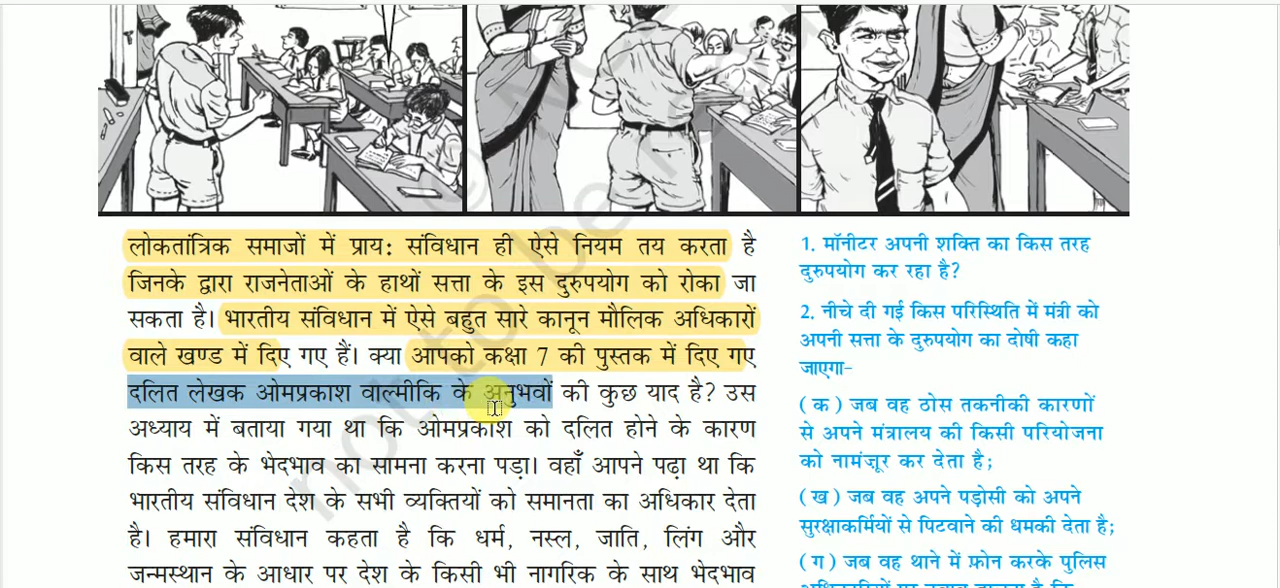 लोकतांत्रिक समाजों में प्राय: संविधान ही ऐसे नियम तय करता है
जिनके द्वारा राजनेताओं के हाथों सत्ता के इस दुरुपयोग को रोका जा
सकता है। भारतीय संविधान में ऐसे बहुत सारे कानून मौलिक अधिकारों
वाले खण्ड में दिए गए हैं। क्या आपको कक्षा 7 की पुस्तक में दिए गए
दलित लेखक ओमप्रकाश वाल्मीकि के अनुभवों की कुछ याद है? उस
अध्याय में बताया गया था कि ओमप्रकाश को दलित होने के कारण
किस तरह के भेदभाव का सामना करना पड़ा। वहाँ आपने पढ़ा था कि
भारतीय संविधान देश के सभी व्यक्तियों को समानता का अधिकार देता
है। हमारा संविधान कहता है कि धर्म, नस्ल, जाति, लिंग और
जन्मस्थान के आधार पर देश के किसी भी नागरिक के साथ भेदभाव
1. मॉनीटर अपनी शक्ति का किस तरह
दुरुपयोग कर रहा है?
2. नीचे दी गई किस परिस्थिति में मंत्री को
अपनी सत्ता के दुरुपयोग का दोषी कहा
जाएगा-
(क) जब वह ठोस तकनीकी कारणों
से अपने मंत्रालय की किसी परियोजना
को नामंज़ूर कर देता है;
(ख) जब वह अपने पड़ोसी को अपने
सुरक्षाकर्मियों से पिटवाने की धमकी देता है;
(ग) जब वह थाने में फ़ोन करके पुलिस
not to be